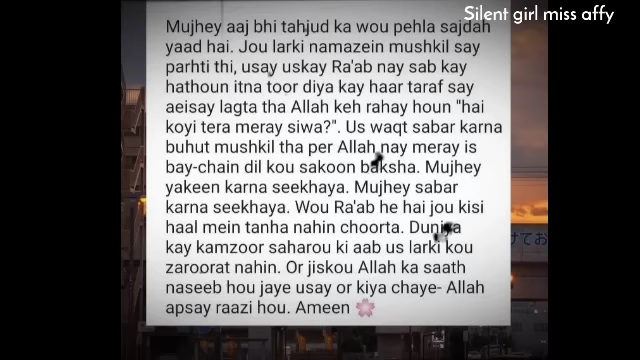 Silent girl miss affy
Mujhey aaj bhi tahjud ka wou pehla sajdah
yaad hai. Jou larki namazein mushkil say
parhti thi, usay uskay Ra'ab nay sab kay
hathoun itna toor diya kay haar taraf say
aeisay lagta tha Allah keh rahay houn "hai
koyi tera meray siwa?". Us waqt sabar karna
buhut mushkil tha per Allah nay meray is
bay-chain dil kou sakoon baksha. Mujhey
yakeen karna seekhaya. Mujhey sabar
karna seekhaya. Wou Ra'ab he hai jou kisi
haal mein tanha nahin choorta. Duniya
kay kamzoor saharou ki aab us larki kou
zaroorat nahin. Or jiskou Allah ka saath
naseeb hou jaye usay or kiya chaye- Allah
apsay raazi hou. Ameen 🌸
けてお